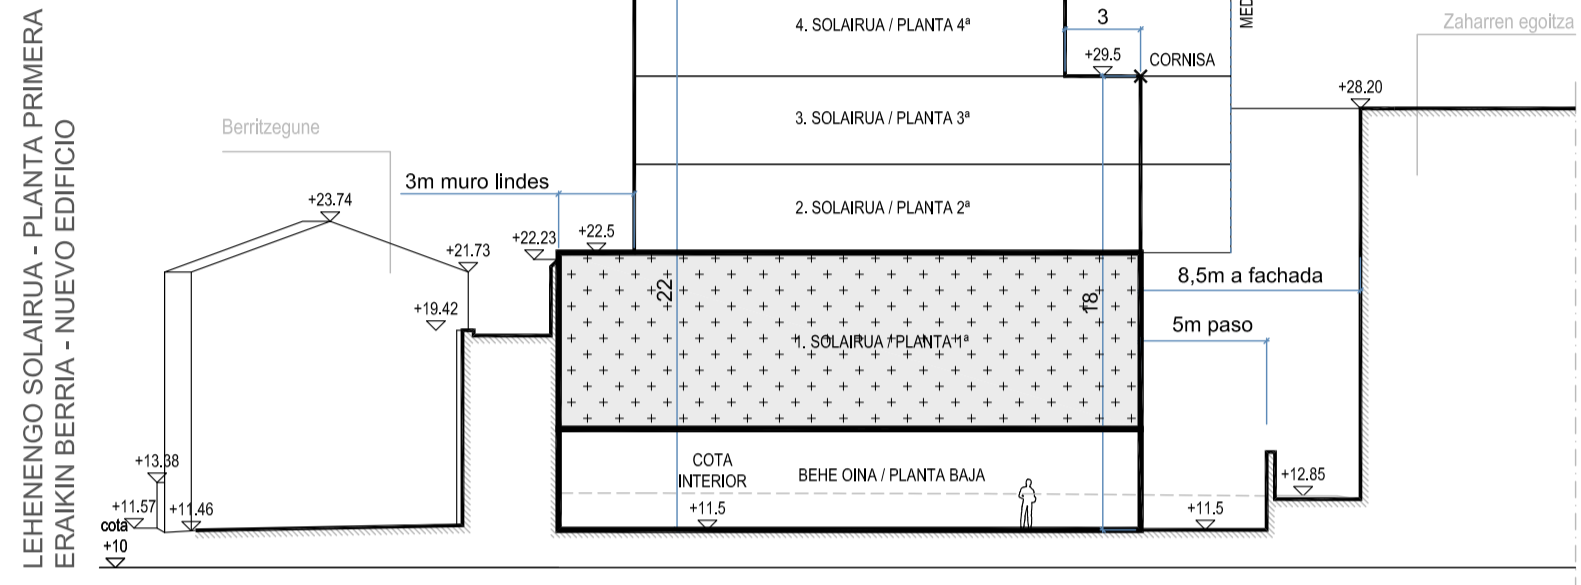 LEHENENGO SOLAIRUA - PLANTA PRIMERA
ERAIKIN BERRIA - NUEVO EDIFICIO
4. SOLAIRUA / PLANTA 4ª
3
+29.5
CORNISA
MED
Zaharren egoitza
+28.20
Berritzegune
3. SOLAIRUA / PLANTA 3ª
3m muro lindes
+23.74
2. SOLAIRUA / PLANTA 2ª
+22.23
+22.5
+21.73
8,5m a fachada
22
18
+19.42
5m paso
1. SOLAIRUA / PLANTA 1ª
+13.38
COTA
INTERIOR
BEHE OINA / PLANTA BAJA
+12.85
+11.57
+11.46
+11.5
+11.5
cota
+10